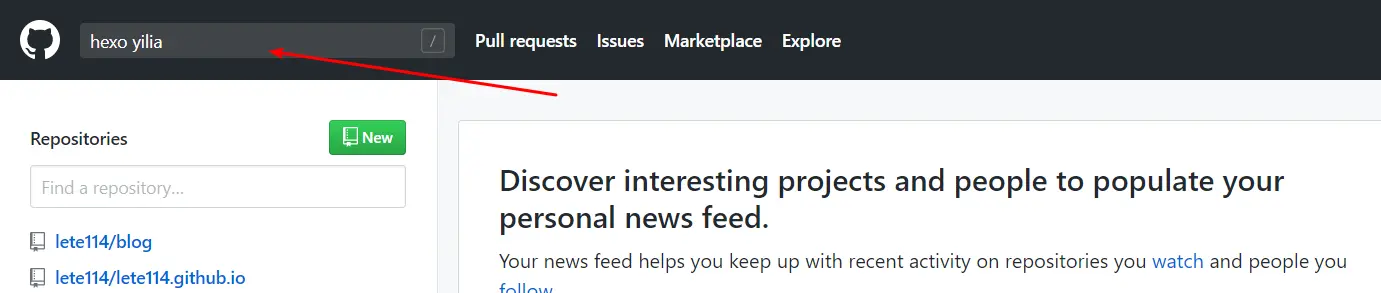 hexo yilia / Pull requests Issues Marketplace Explore
Repositories New
Find a repository...
lete114/blog
lete114/lete114.github.io
Discover interesting projects and people to populate your
personal news feed.
Your news feed helps you keep up with recent activity on repositories you watch and people you
follow